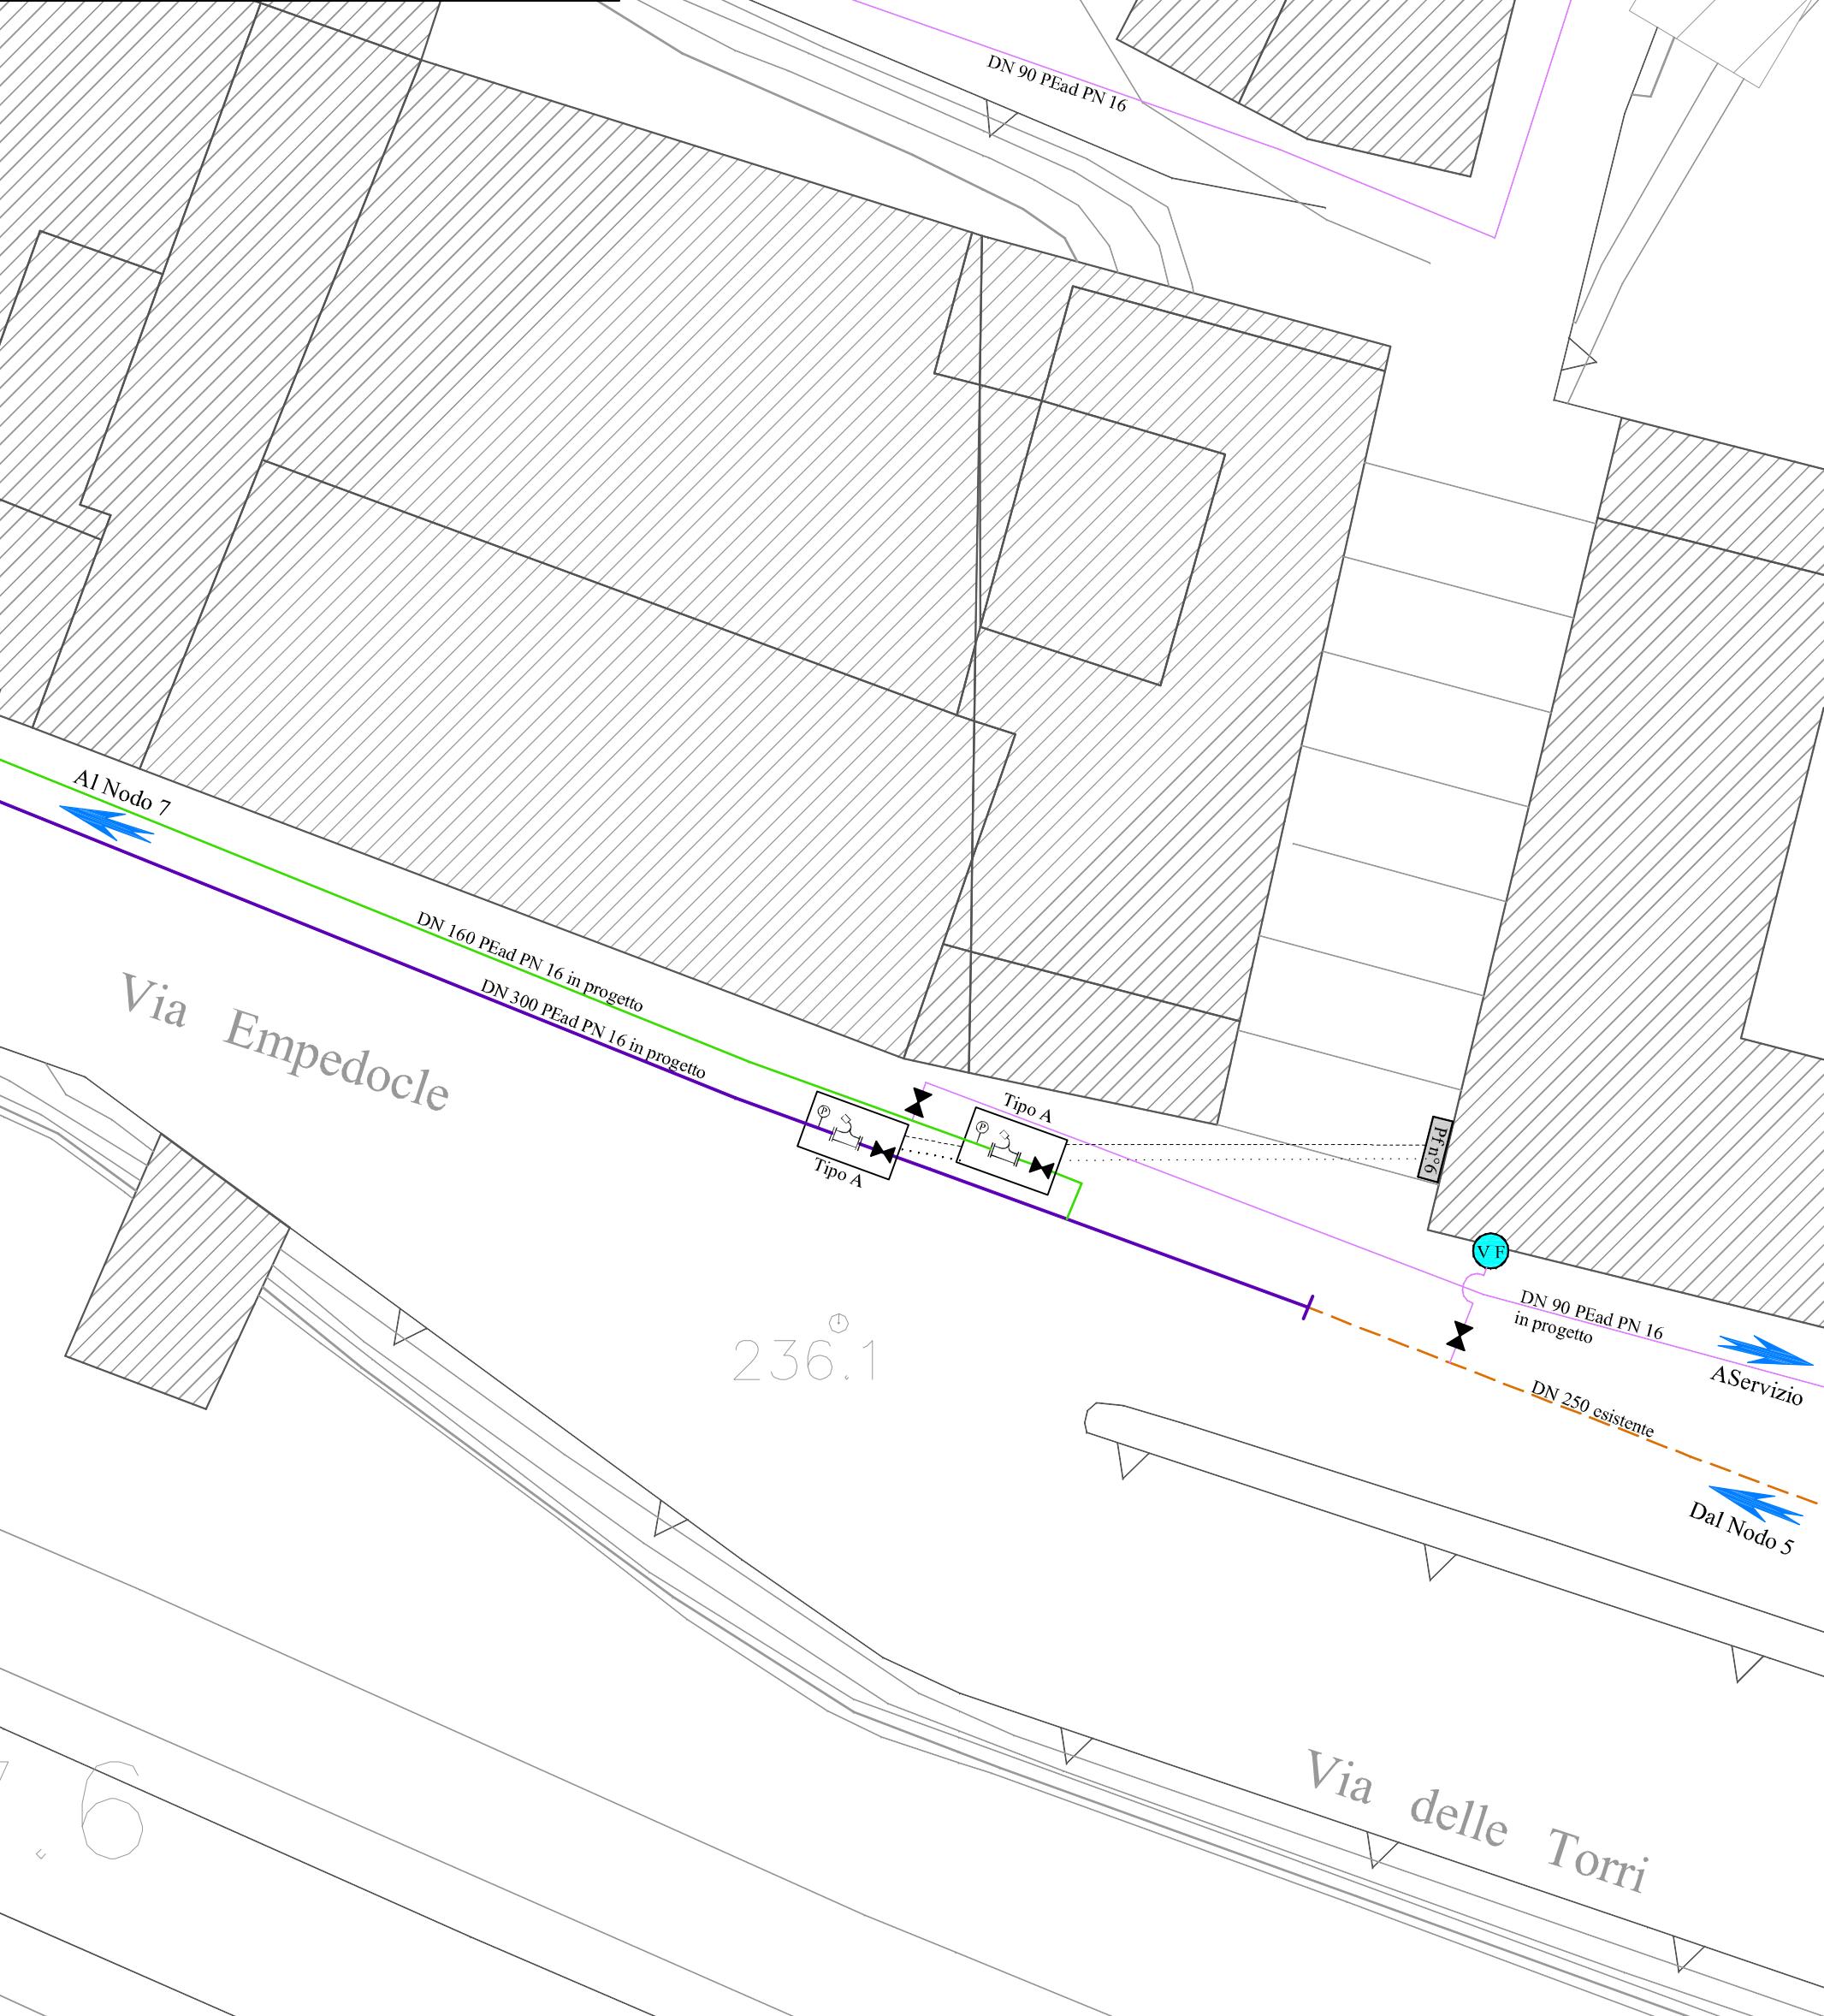 DN 90 PEad PN 16
Al Nodo 7
DN 160 PEad PN 16 in progetto
DN 300 PEad PN 16 in progetto
Via Empedocle
Tipo A
P
P
Tipo A
Pf n°6
V F
DN 90 PEad PN 16
in progetto
AServizio
236.1
DN 250 esistente
Dal Nodo 5
Via delle Torri
6